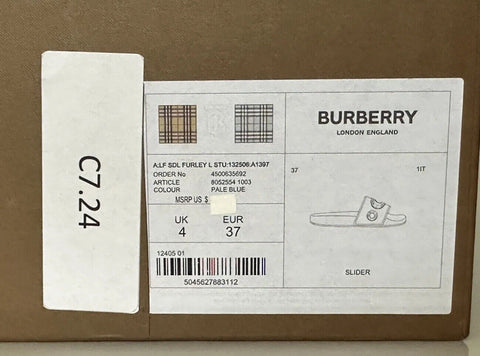 C7.24
A:LF SDL FURLEY L STU:132506:A1397
ORDER No 4500635692
ARTICLE 8052554 1003
COLOUR PALE BLUE
MSRP US $
UK EUR
4 37
12405 01
5045627883112
BURBERRY
LONDON ENGLAND
37 1IT
SLIDER